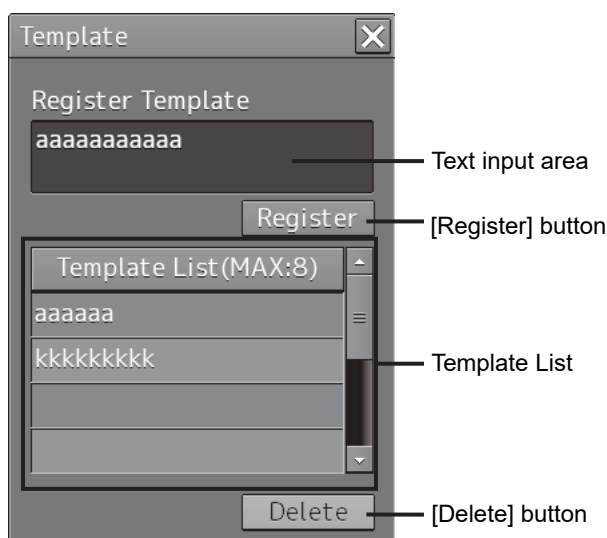 Template
Register Template
aaaaaaaaaaa
Text input area
Register
[Register] button
Template List(MAX:8)
aaaaaa
kkkkkkkkk
Template List
Delete
[Delete] button